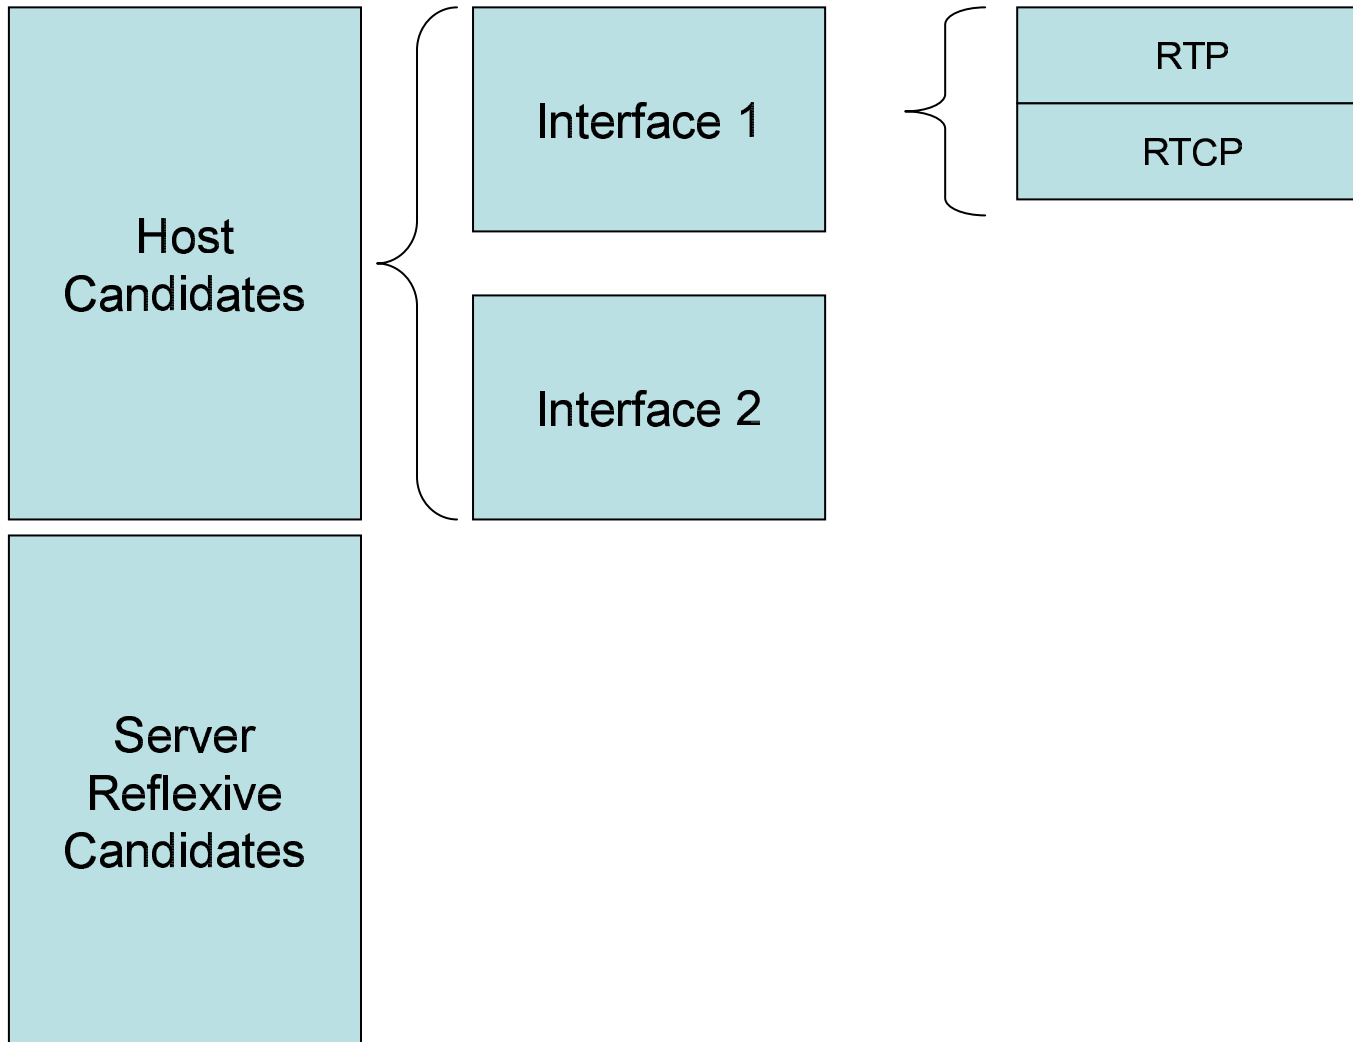 Host
Candidates
Interface 1
Interface 2
RTP
RTCP
Server
Reflexive
Candidates